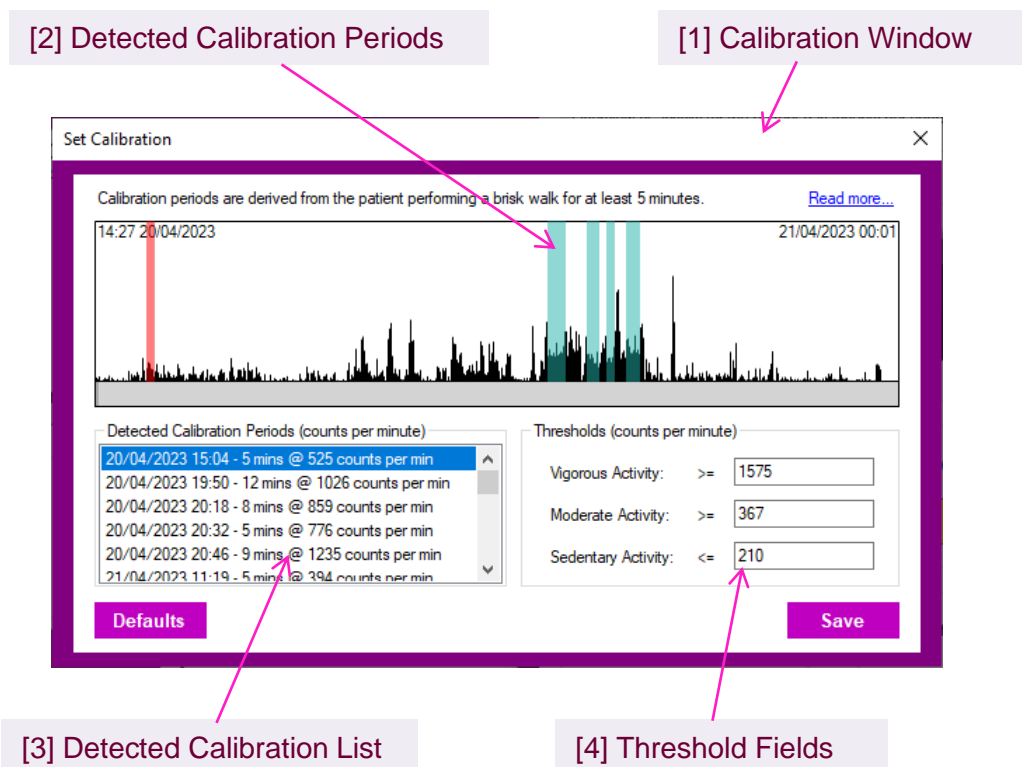 [2] Detected Calibration Periods
[1] Calibration Window
Set Calibration
Calibration periods are derived from the patient performing a brisk walk for at least 5 minutes.
Read more...
14:27 20/04/2023
21/04/2023 00:01
Detected Calibration Periods (counts per minute)
20/04/2023 15:04 - 5 mins @ 525 counts per min
20/04/2023 19:50 - 12 mins @ 1026 counts per min
20/04/2023 20:18 - 8 mins @ 859 counts per min
20/04/2023 20:32 - 5 mins @ 776 counts per min
20/04/2023 20:46 - 9 mins @ 1235 counts per min
21/04/2023 11:19 - 5 mins @ 394 counts per min
Thresholds (counts per minute)
Vigorous Activity: >= 1575
Moderate Activity: >= 367
Sedentary Activity: <= 210
Defaults
Save
[3] Detected Calibration List
[4] Threshold Fields